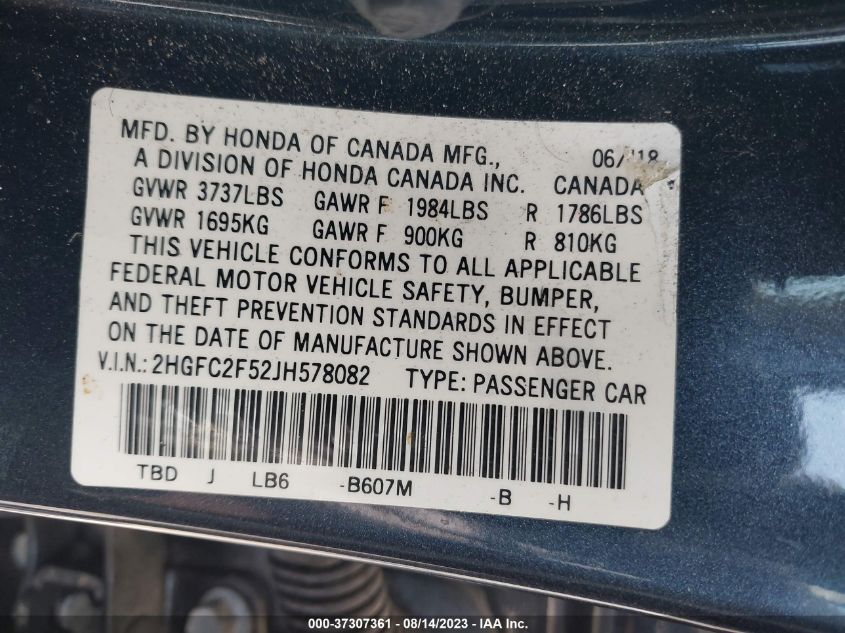 MFD. BY HONDA OF CANADA MFG., 06/'18
A DIVISION OF HONDA CANADA INC. CANADA
GVWR 3737LBS GAWR F 1984LBS R 1786LBS
GVWR 1695KG GAWR F 900KG R 810KG
THIS VEHICLE CONFORMS TO ALL APPLICABLE
FEDERAL MOTOR VEHICLE SAFETY, BUMPER,
AND THEFT PREVENTION STANDARDS IN EFFECT
ON THE DATE OF MANUFACTURE SHOWN ABOVE.
V.I.N.: 2HGFC2F52JH578082 TYPE: PASSENGER CAR
TBD J LB6 -B607M -B -H
000-37307361 - 08/14/2023 - IAA Inc.